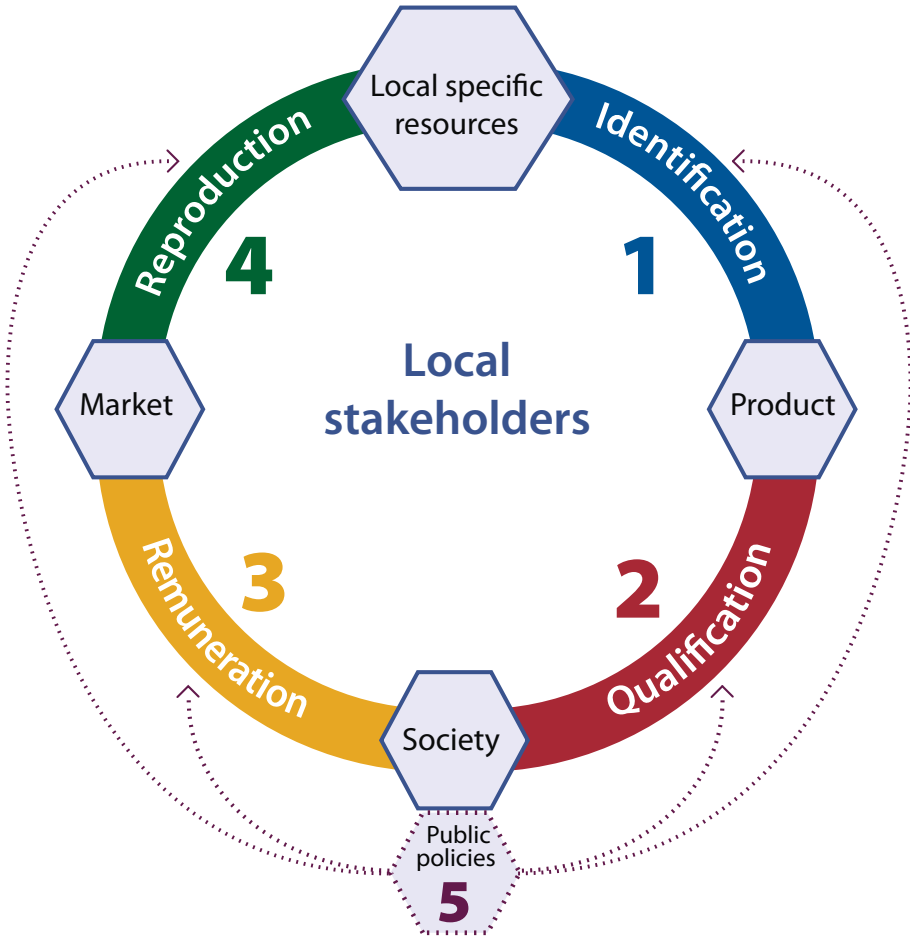 Local specific
resources
Identification
1
Product
Qualification
2
Society
Remuneration
3
Market
Reproduction
4
Local
stakeholders
Public
policies
5